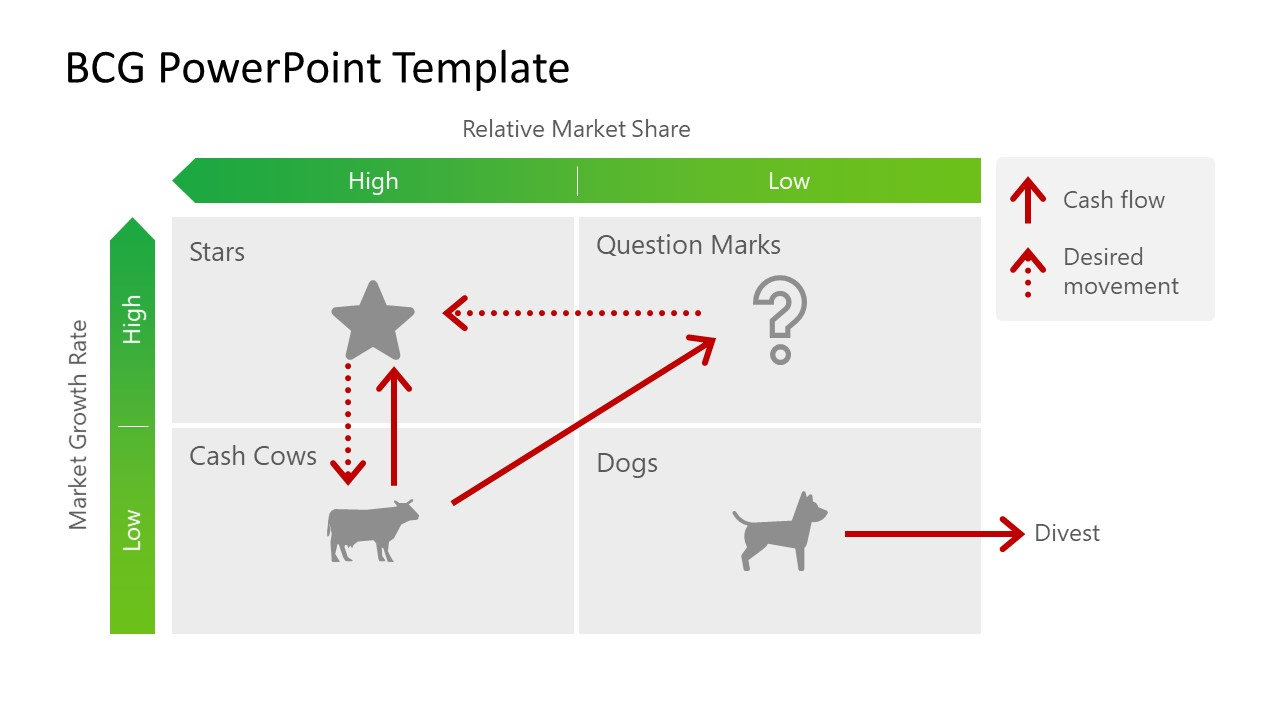 BCG PowerPoint Template
Relative Market Share
High
Low
Cash flow
Desired
movement
Market Growth Rate
High
Low
Stars
Question Marks
Cash Cows
Dogs
Divest